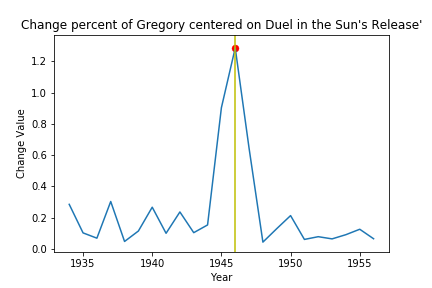 Change percent of Gregory centered on Duel in the Sun's Release'
1.2
1.0
0.8
0.6
0.4
0.2
0.0
Change Value
1935 1940 1945 1950 1955
Year